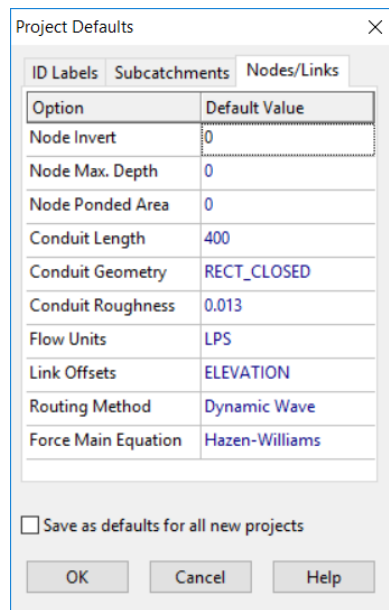 Project Defaults
ID Labels Subcatchments Nodes/Links
Option Default Value
Node Invert 0
Node Max. Depth 0
Node Ponded Area 0
Conduit Length 400
Conduit Geometry RECT_CLOSED
Conduit Roughness 0.013
Flow Units LPS
Link Offsets ELEVATION
Routing Method Dynamic Wave
Force Main Equation Hazen-Williams
Save as defaults for all new projects
OK Cancel Help